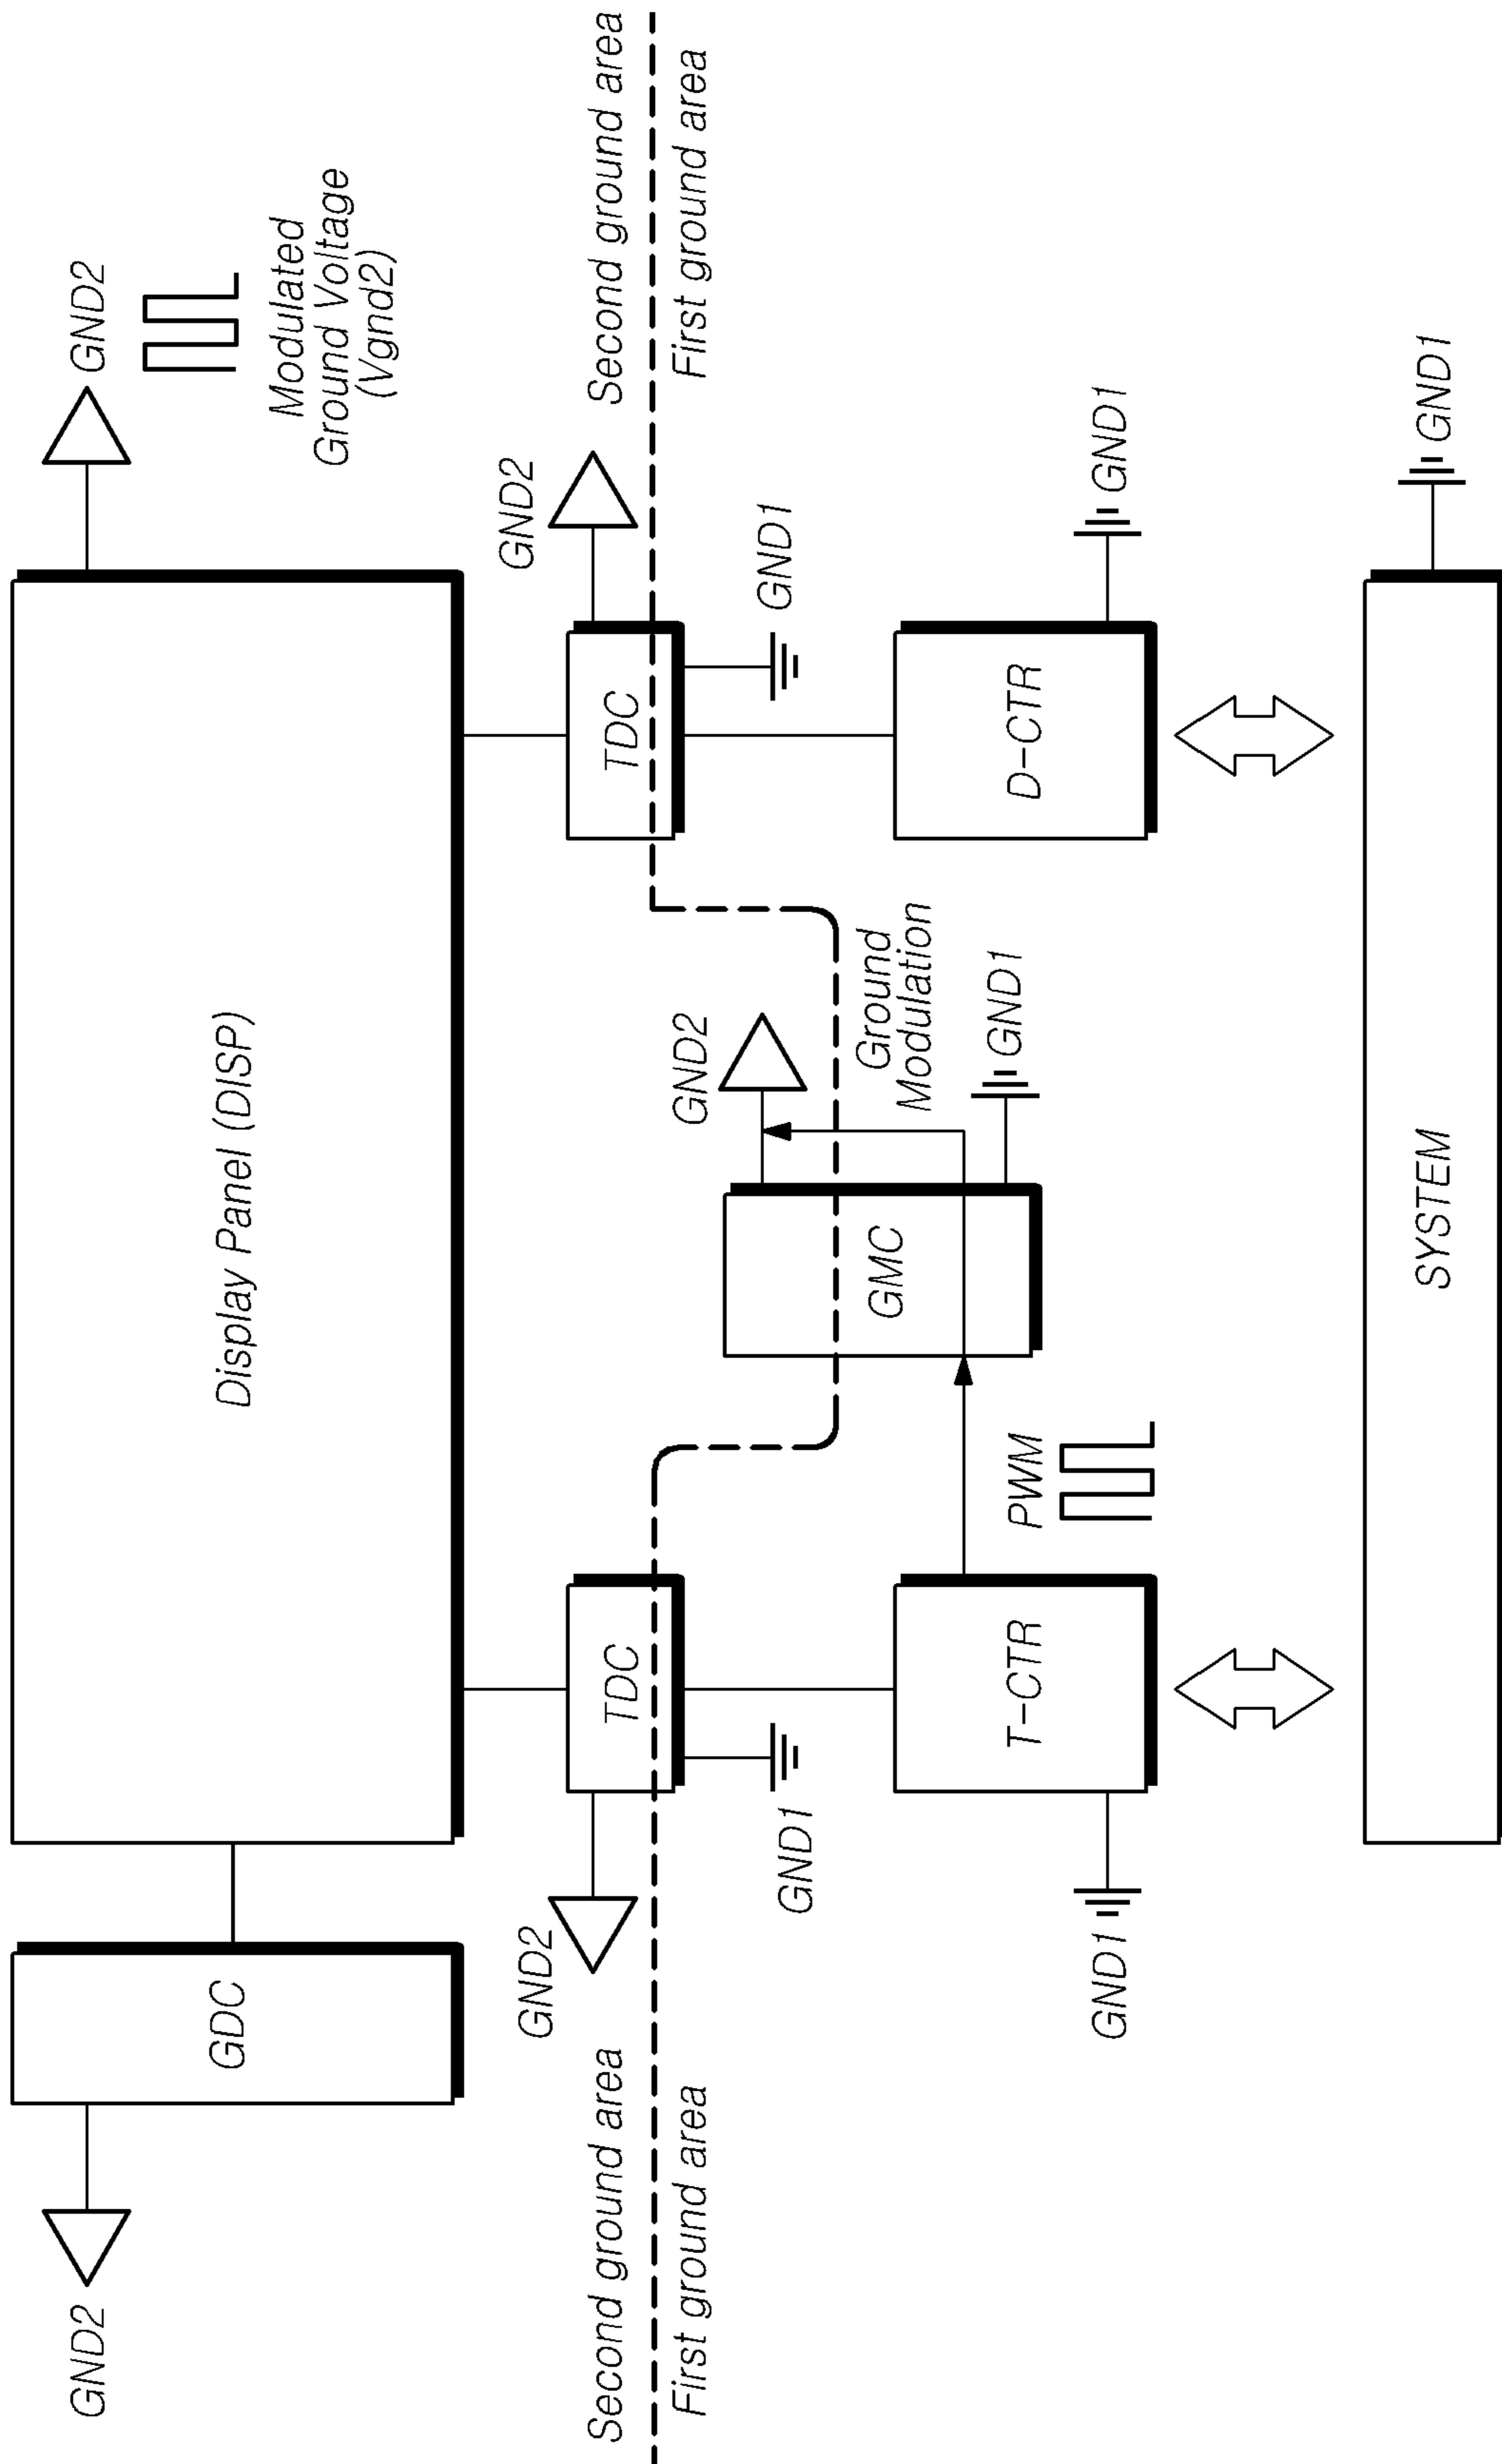 GND2
GDC
Display Panel (DISP)
GND2
Modulated
Ground Voltage
(Vgnd2)
GND2
TDC
TDC
GND2
Second ground area
Second ground area
First ground area
First ground area
GND2
GND1
GND1
GMC
Ground
Modulation
GND1
PWM
T-CTR
D-CTR
GND1
GND1
SYSTEM
GND1